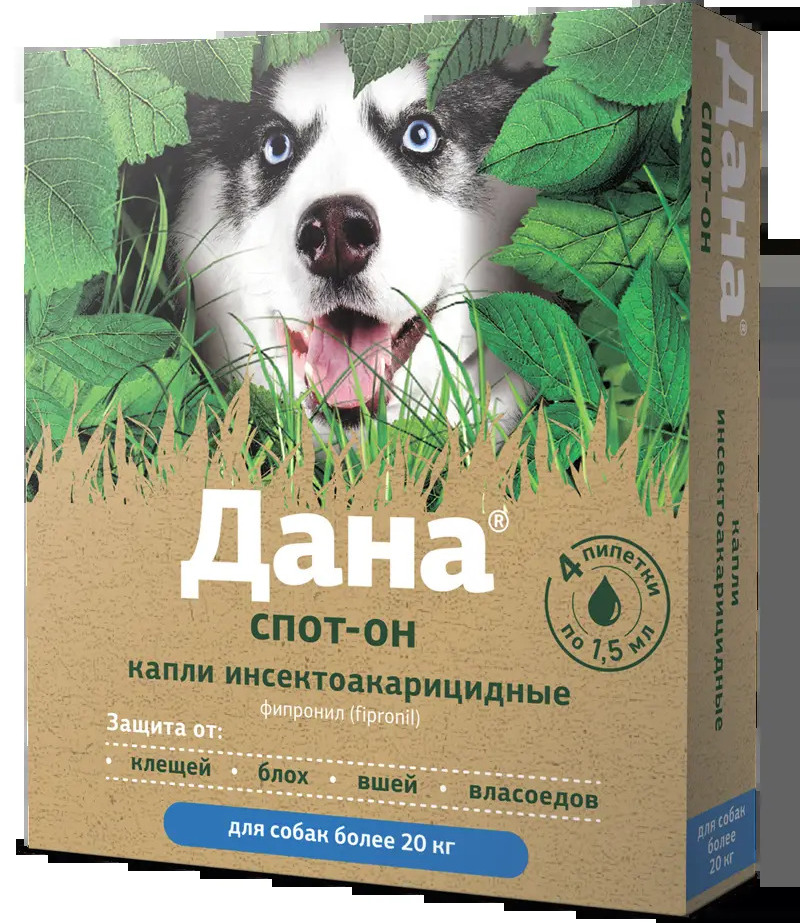 Дана®
спот-он
капли инсектоакарицидные
фипронил (fipronil)
Защита от:
• клещей • блох • вшей • власоедов
для собак более 20 кг
4 пипетки
по 1,5 мл
Дана®
спот-он
капли
инсектоакарицидные
для собак
более
20 кг